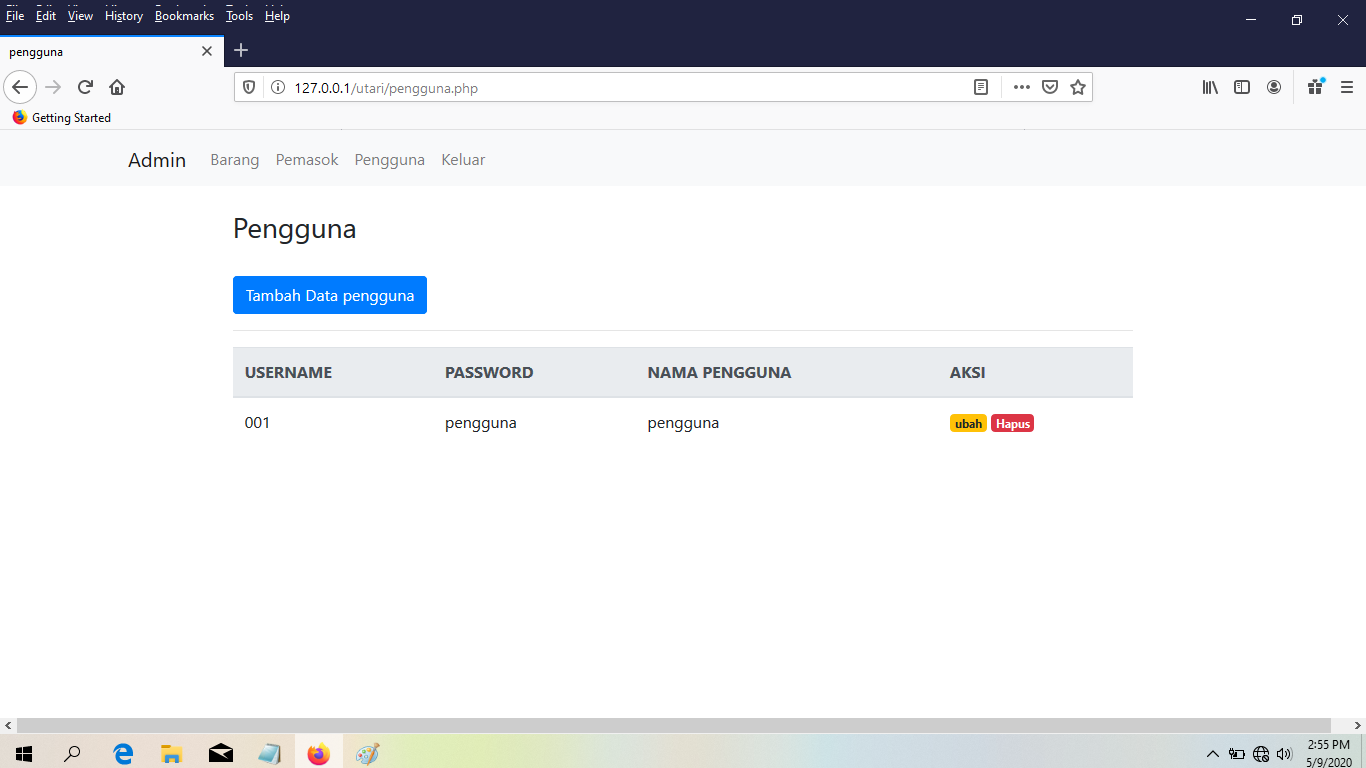 File Edit View History Bookmarks Tools Help
pengguna
127.0.0.1/utari/pengguna.php
Getting Started
Admin Barang Pemasok Pengguna Keluar
Pengguna
Tambah Data pengguna
USERNAME PASSWORD NAMA PENGGUNA AKSI
001 pengguna pengguna ubah Hapus
2:55 PM
5/9/2020